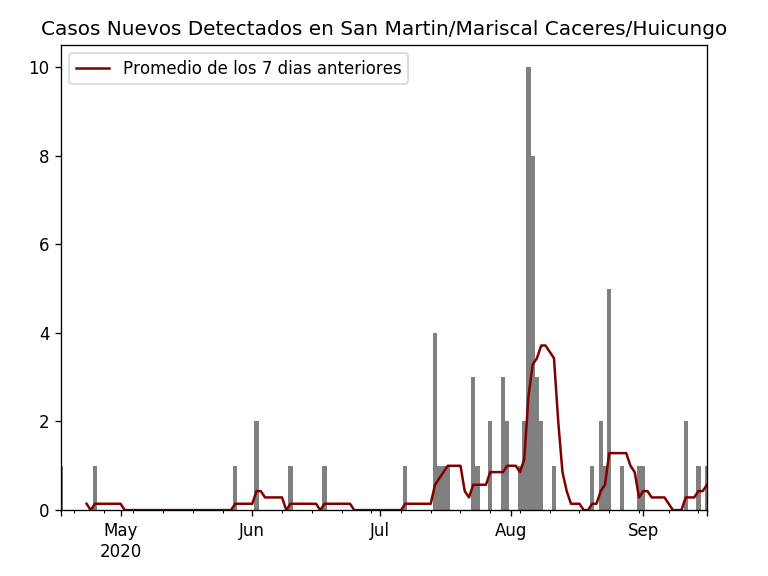 Casos Nuevos Detectados en San Martin/Mariscal Caceres/Huicungo
Promedio de los 7 dias anteriores
10
8
6
4
2
0
May Jun Jul Aug Sep
2020